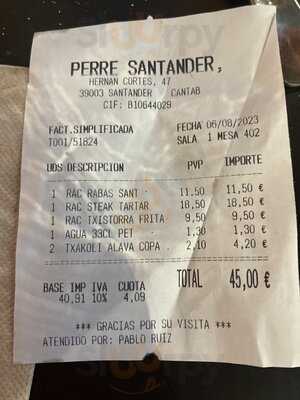 PERRE SANTANDER,
HERNAN CORTES, 47
39003 SANTANDER CANTAB
CIF: B10644029
FACT.SIMPLIFICADA FECHA 06/08/2023
T001/51824 SALA 1 MESA 402
UDS DESCRIPCION PVP IMPORTE
1 RAC RABAS SANT 11,50 11,50 €
1 RAC STEAK TARTAR 18,50 18,50 €
1 RAC TXISTORRA FRITA 9,50 9,50 €
1 AGUA 33CL PET 1,30 1,30 €
2 TXAKOLI ALAVA COPA 2,10 4,20 €
BASE IMP IVA CUOTA TOTAL 45,00 €
40,91 10% 4,09
*** GRACIAS POR SU VISITA ***
ATENDIDO POR: PABLO RUIZ